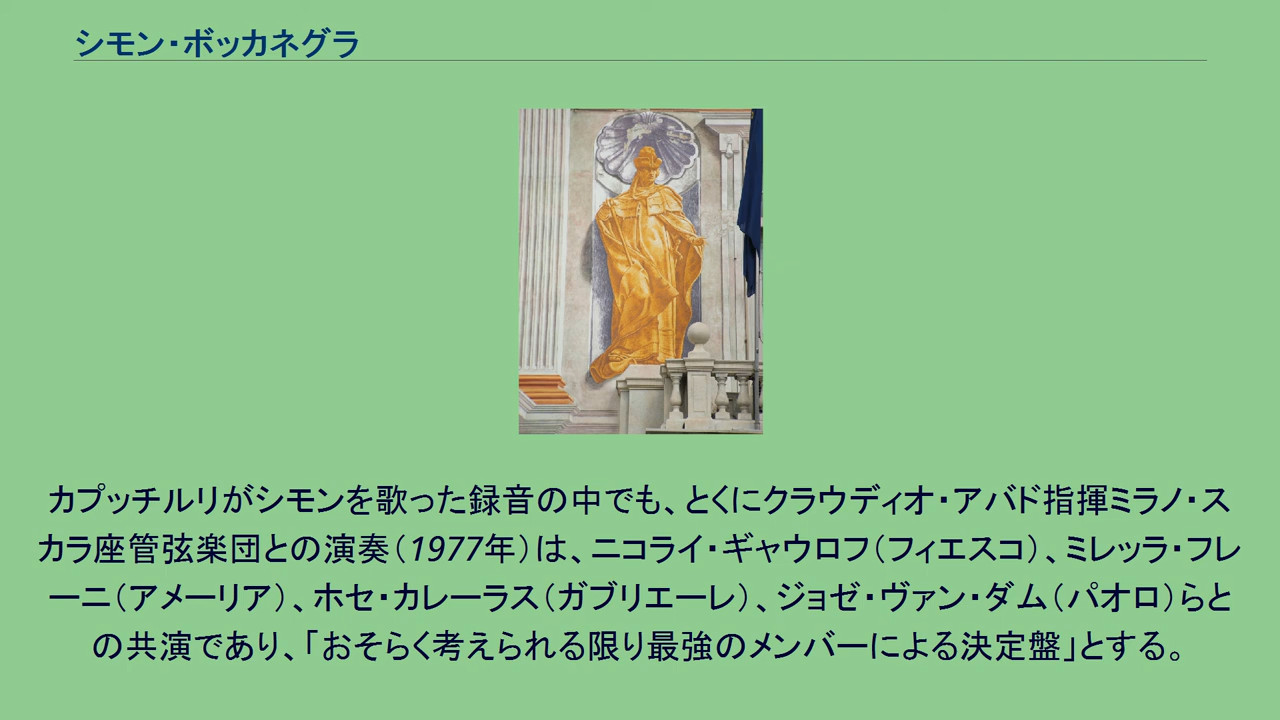 シモン・ボッカネグラ
カプッチルリがシモンを歌った録音の中でも、とくにクラウディオ・アバド指揮ミラノ・ス
カラ座管弦楽団との演奏（1977年）は、ニコライ・ギャウロフ（フィエスコ）、ミレッラ・フレ
ーニ（アメーリア）、ホセ・カレーラス（ガブリエーレ）、ジョゼ・ヴァン・ダム（パオロ）らと
の共演であり、「おそらく考えられる限り最強のメンバーによる決定盤」とする。